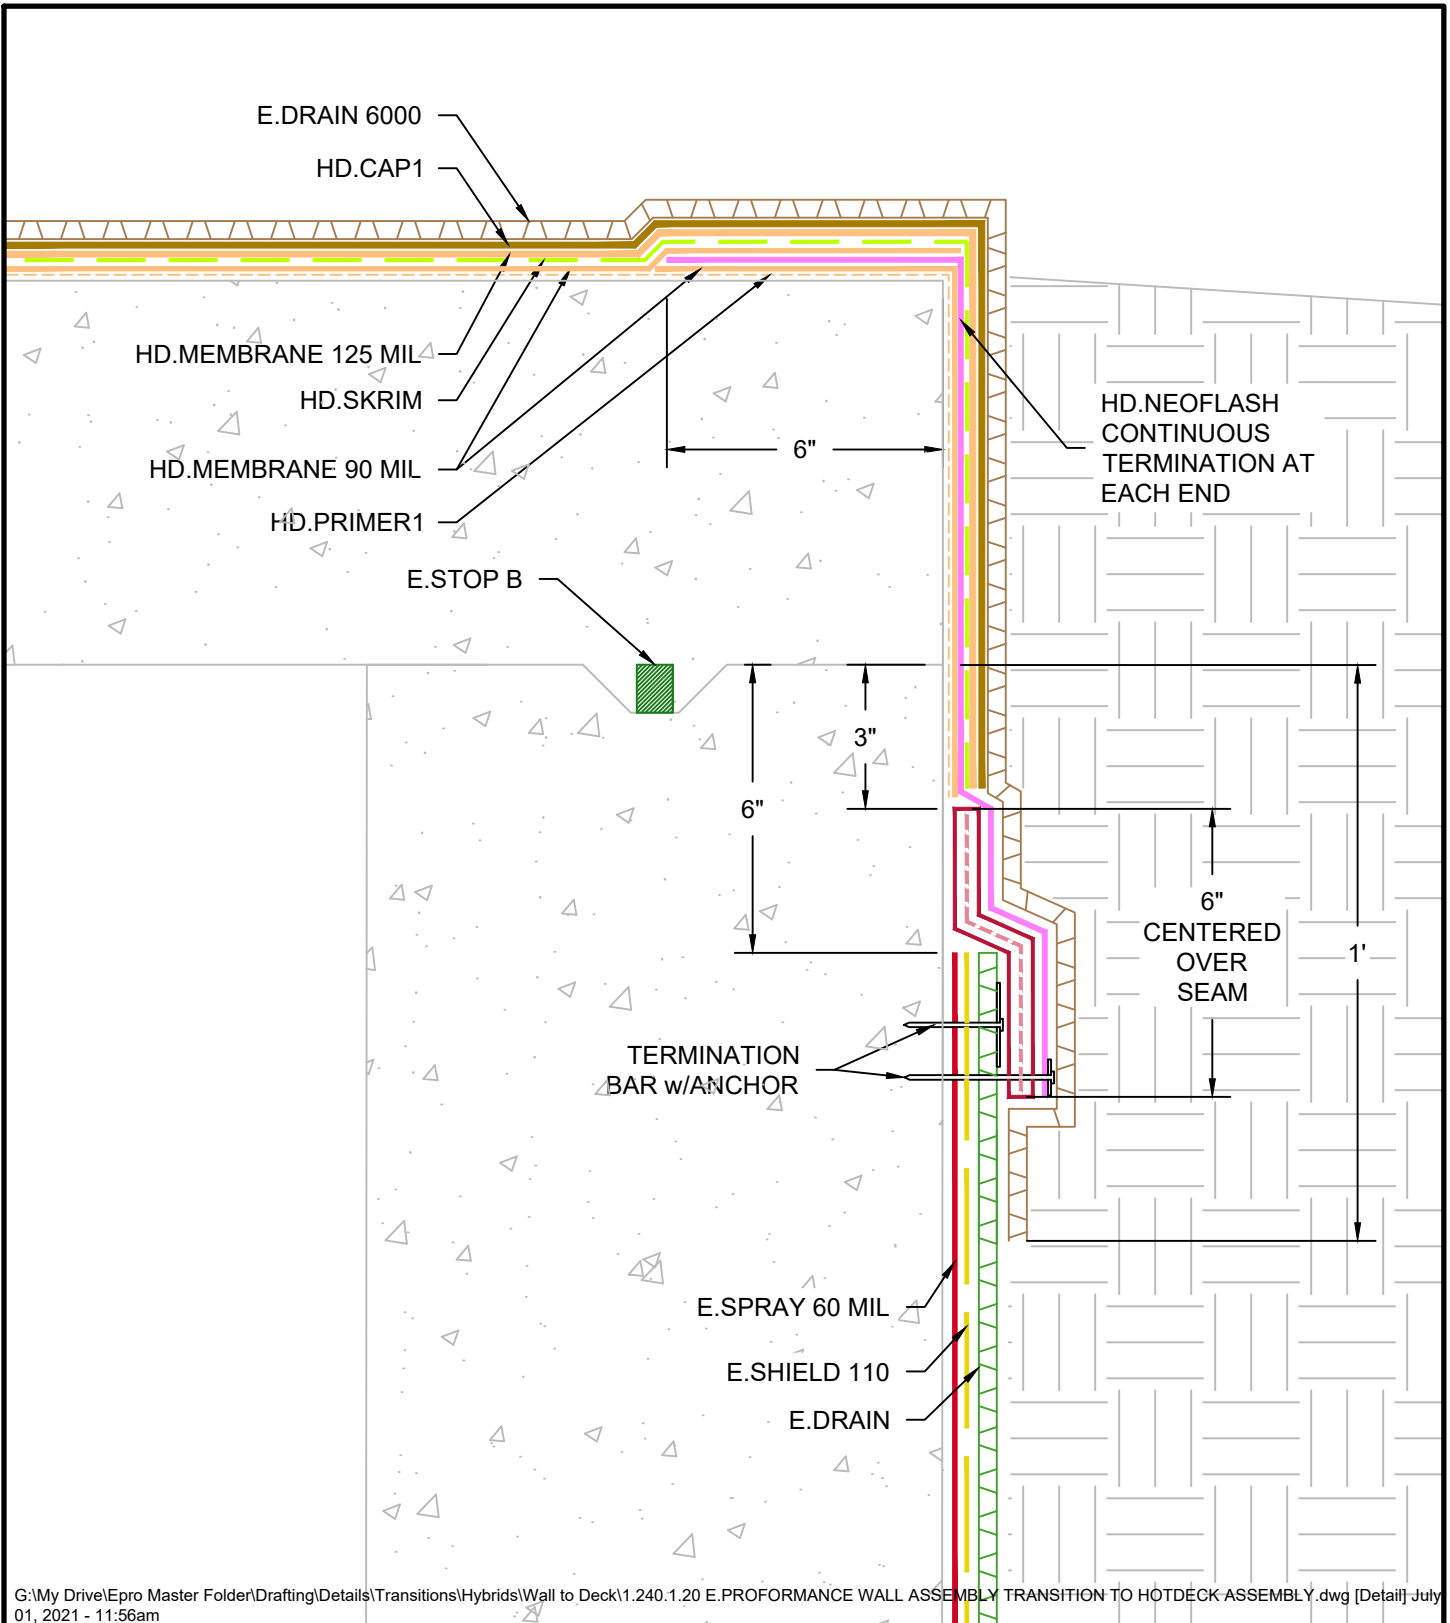 E.DRAIN 6000
HD.CAP1
HD.MEMBRANE 125 MIL
HD.SKRIM
HD.MEMBRANE 90 MIL
HD.PRIMER1
6"
HD.NEOFLASH
CONTINUOUS
TERMINATION AT
EACH END
E.STOP B
3"
6"
6"
CENTERED
OVER
SEAM
1'
TERMINATION
BAR w/ANCHOR
E.SPRAY 60 MIL
E.SHIELD 110
E.DRAIN
G:\My Drive\Epro Master Folder\Drafting\Details\Transitions\Hybrids\Wall to Deck\1.240.1.20 E.PROFORMANCE WALL ASSEMBLY TRANSITION TO HOTDECK ASSEMBLY.dwg [Detail] July
01, 2021 - 11:56am